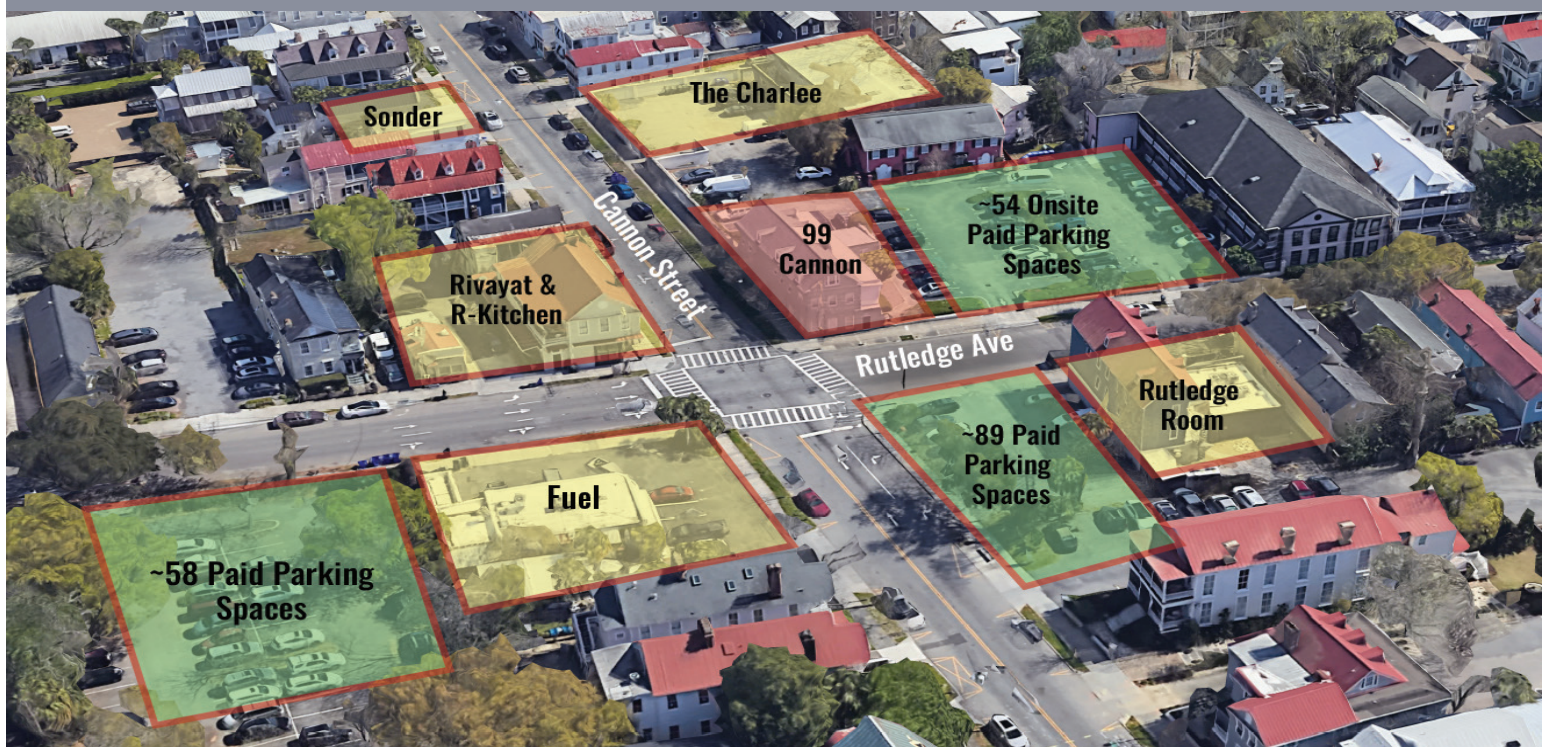 Sonder
The Charlee
Cannon Street
~54 Onsite
Paid Parking
Spaces
99
Cannon
Rivayat &
R-Kitchen
Rutledge Ave
Rutledge
Room
~89 Paid
Parking
Spaces
Fuel
~58 Paid Parking
Spaces